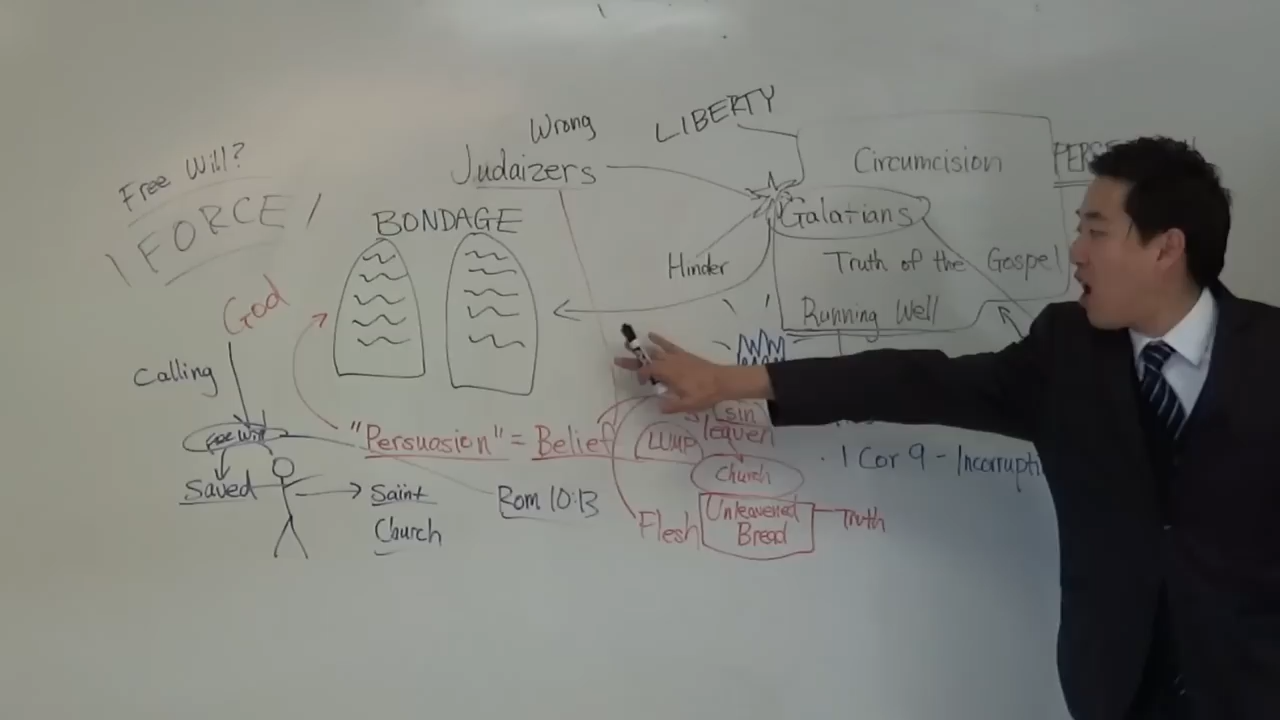 Free Will?
FORCE
God
Calling
Free Will
Saved
Saint
Church
BONDAGE
Wrong
Judaizers
"Persuasion" = Belief
Rom 10:13
LIBERTY
Hinder
Galatians
Circumcision
Truth of the Gospel
Running Well
sin
leaven
LUMP
Church
Flesh
Unleavened
Bread
Truth
· 1 Cor 9 -